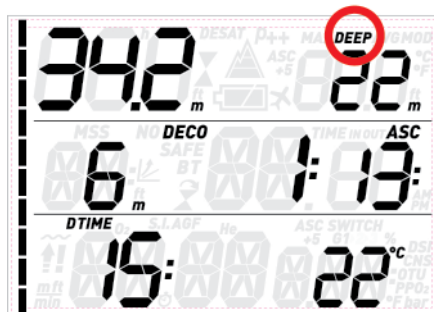 DEEP
34.2 m 22 m
DECO ASC
6 m 1: 13:
DTIME
15: 22 °C